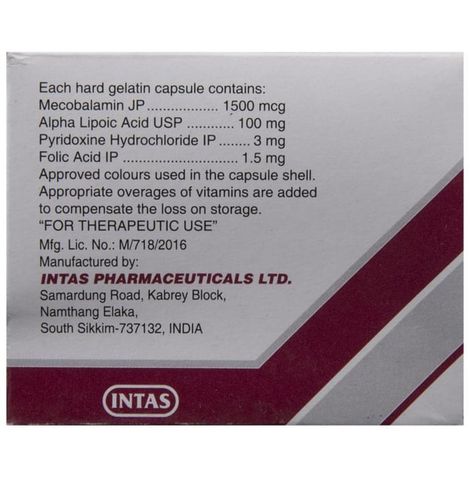 Each hard gelatin capsule contains:
Mecobalamin JP.................. 1500 mcg
Alpha Lipoic Acid USP ............ 100 mg
Pyridoxine Hydrochloride IP ........ 3 mg
Folic Acid IP ............................ 1.5 mg
Approved colours used in the capsule shell.
Appropriate overages of vitamins are added
to compensate the loss on storage.
"FOR THERAPEUTIC USE"
Mfg. Lic. No.: M/718/2016
Manufactured by:
INTAS PHARMACEUTICALS LTD.
Samardung Road, Kabrey Block,
Namthang Elaka,
South Sikkim-737132, INDIA
INTAS